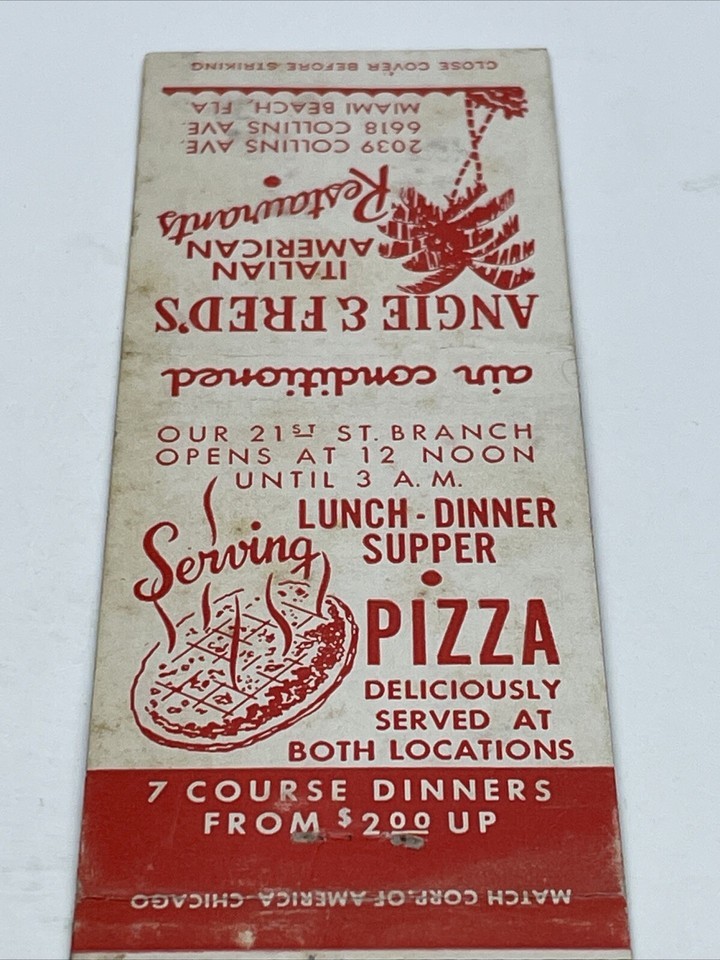 CLOSE COVER BEFORE STRIKING
ANGIE & FRED'S
ITALIAN
AMERICAN
Restaurants
2039 COLLINS AVE.
6618 COLLINS AVE.
MIAMI BEACH, FLA.
air conditioned
OUR 21ST ST. BRANCH
OPENS AT 12 NOON
UNTIL 3 A.M.
Serving
LUNCH - DINNER
SUPPER
PIZZA
DELICIOUSLY
SERVED AT
BOTH LOCATIONS
7 COURSE DINNERS
FROM $2.00 UP
MATCH CORP. OF AMERICA, CHICAGO